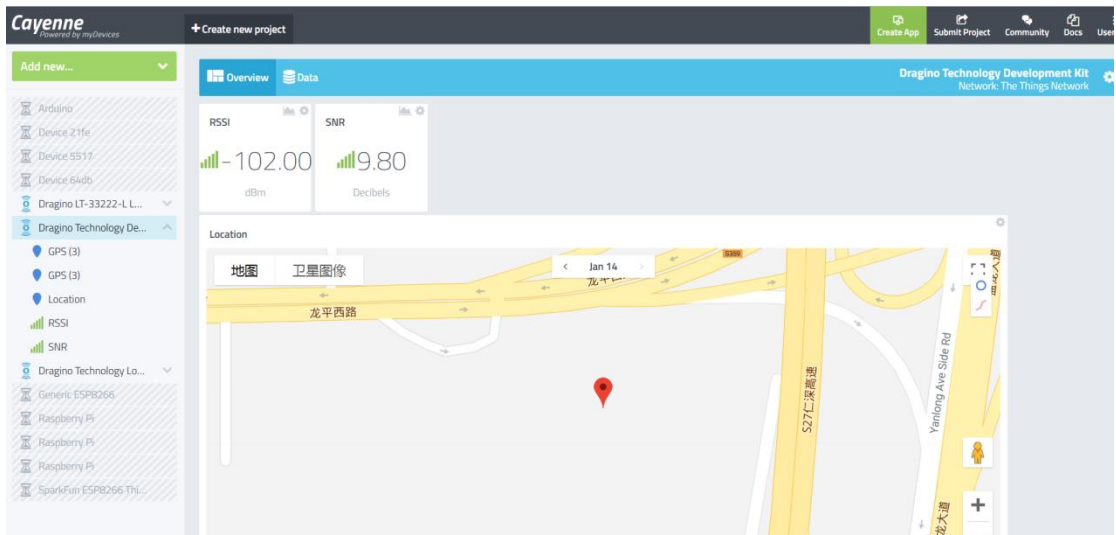 Cayenne
Powered by myDevices
+ Create new project
Create App
Submit Project
Community
Docs
User
Add new...
Overview
Data
Dragino Technology Development Kit
Network: The Things Network
Arduino
Device 21fe
Device 5517
Device 64db
Dragino LT-33222-L L...
Dragino Technology De...
GPS (3)
GPS (3)
Location
RSSI
SNR
Dragino Technology Lo...
Generic ESP8266
Raspberry Pi
Raspberry Pi
Raspberry Pi
SparkFun ESP8266 Thi...
RSSI
-102.00
dBm
SNR
9.80
Decibels
Location
地图
卫星图像
Jan 14
S359
龙平西路
S27仁深高速
Yanlong Ave Side Rd
龙大道